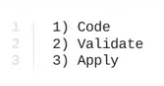 1 1) Code
2 2) Validate
3 3) Apply